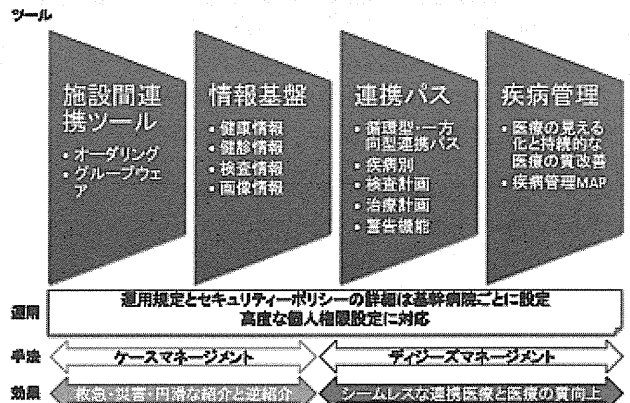 ツール
施設間連
携ツール
• オーダリング
• グループウェ
ア
情報基盤
• 健康情報
• 健診情報
• 検査情報
• 画像情報
連携パス
• 循環型・一方
向型連携パス
• 疾病別
• 検査計画
• 治療計画
• 警告機能
疾病管理
• 医療の見える
化と持続的な
医療の質改善
• 疾病管理MAP
運用
運用規定とセキュリティーポリシーの詳細は基幹病院ごとに設定
高度な個人権限設定に対応
手法
ケースマネージメント
ディジーズマネージメント
効果
救急・災害・円滑な紹介と逆紹介
シームレスな連携医療と医療の質向上